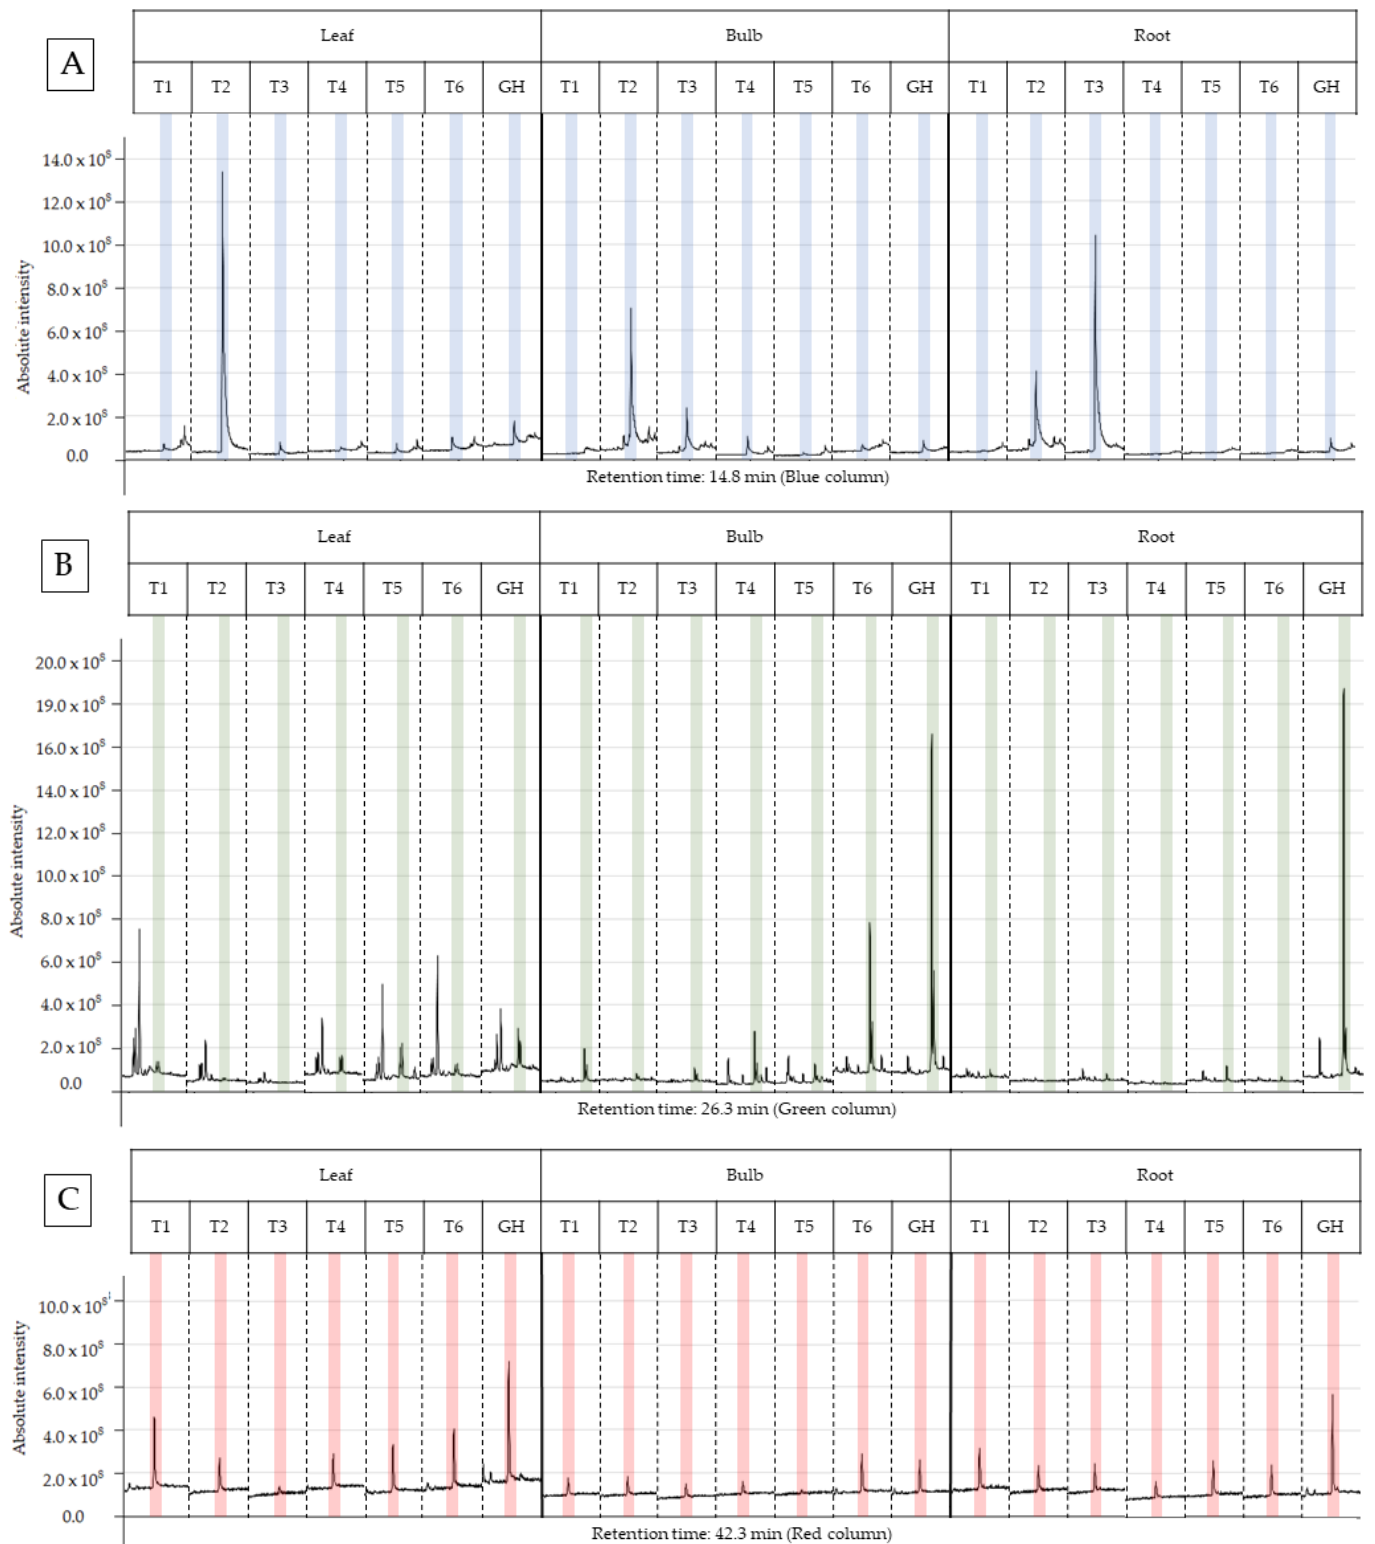 A
Leaf Bulb Root
T1 T2 T3 T4 T5 T6 GH T1 T2 T3 T4 T5 T6 GH T1 T2 T3 T4 T5 T6 GH
Absolute intensity
14.0 x 10⁸
12.0 x 10⁸
10.0 x 10⁸
8.0 x 10⁸
6.0 x 10⁸
4.0 x 10⁸
2.0 x 10⁸
0.0
Retention time: 14.8 min (Blue column)
B
Leaf Bulb Root
T1 T2 T3 T4 T5 T6 GH T1 T2 T3 T4 T5 T6 GH T1 T2 T3 T4 T5 T6 GH
Absolute intensity
20.0 x 10⁸
19.0 x 10⁸
16.0 x 10⁸
14.0 x 10⁸
12.0 x 10⁸
10.0 x 10⁸
8.0 x 10⁸
6.0 x 10⁸
4.0 x 10⁸
2.0 x 10⁸
0.0
Retention time: 26.3 min (Green column)
C
Leaf Bulb Root
T1 T2 T3 T4 T5 T6 GH T1 T2 T3 T4 T5 T6 GH T1 T2 T3 T4 T5 T6 GH
Absolute intensity
10.0 x 10⁸
8.0 x 10⁸
6.0 x 10⁸
4.0 x 10⁸
2.0 x 10⁸
0.0
Retention time: 42.3 min (Red column)